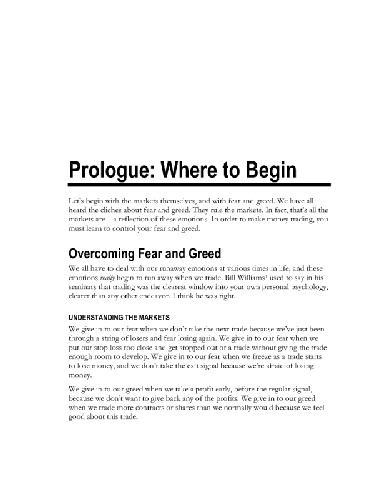 Prologue: Where to Begin
Let's begin with the markets themselves, and with fear and greed. We have all
heard the cliches about fear and greed. They rule the markets. In fact, that's all the
markets are—a reflection of these emotions. In order to make money trading, you
must learn to control your fear and greed.
Overcoming Fear and Greed
We all have to deal with our runaway emotions at various times in life, and these
emotions really begin to run away when we trade. Bill Williams¹ used to say in his
seminars that trading was the clearest window into your own personal psychology,
clearer than any other endeavor. I think he was right.
UNDERSTANDING THE MARKETS
We give in to our fear when we don't take the next trade because we've just been
through a string of losers and fear losing again. We give in to our fear when we
put our stop loss too close and get stopped out of a trade without giving the trade
enough room to develop. We give in to our fear when we freeze as a trade starts
to lose money, and we don't take the exit signal because we're afraid of losing
money.
We give in to our greed when we take a profit early, before the regular signal,
because we don't want to give back any of the profits. We give in to our greed
when we trade more contracts or shares than we normally would because we feel
good about this trade.